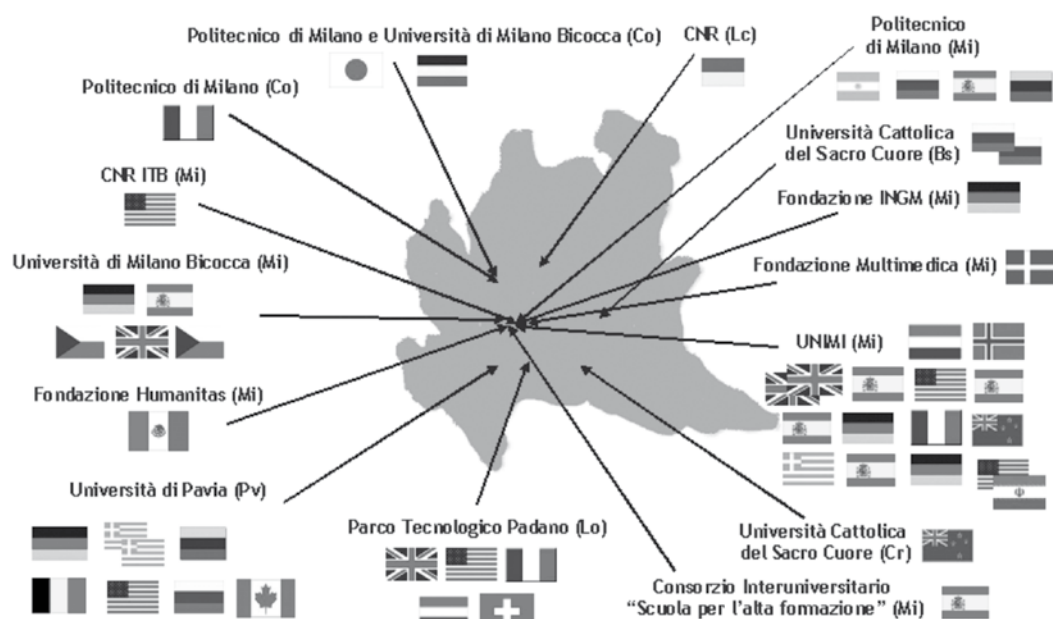 Politecnico di Milano e Università di Milano Bicocca (Co)
CNR (Lc)
Politecnico
di Milano (Mi)
Politecnico di Milano (Co)
Università Cattolica
del Sacro Cuore (Bs)
CNR ITB (Mi)
Fondazione INGM (Mi)
Università di Milano Bicocca (Mi)
Fondazione Multimedica (Mi)
UNIMI (Mi)
Fondazione Humanitas (Mi)
Università di Pavia (Pv)
Parco Tecnologico Padano (Lo)
Università Cattolica
del Sacro Cuore (Cr)
Consorzio Interuniversitario
“Scuola per l'alta formazione” (Mi)